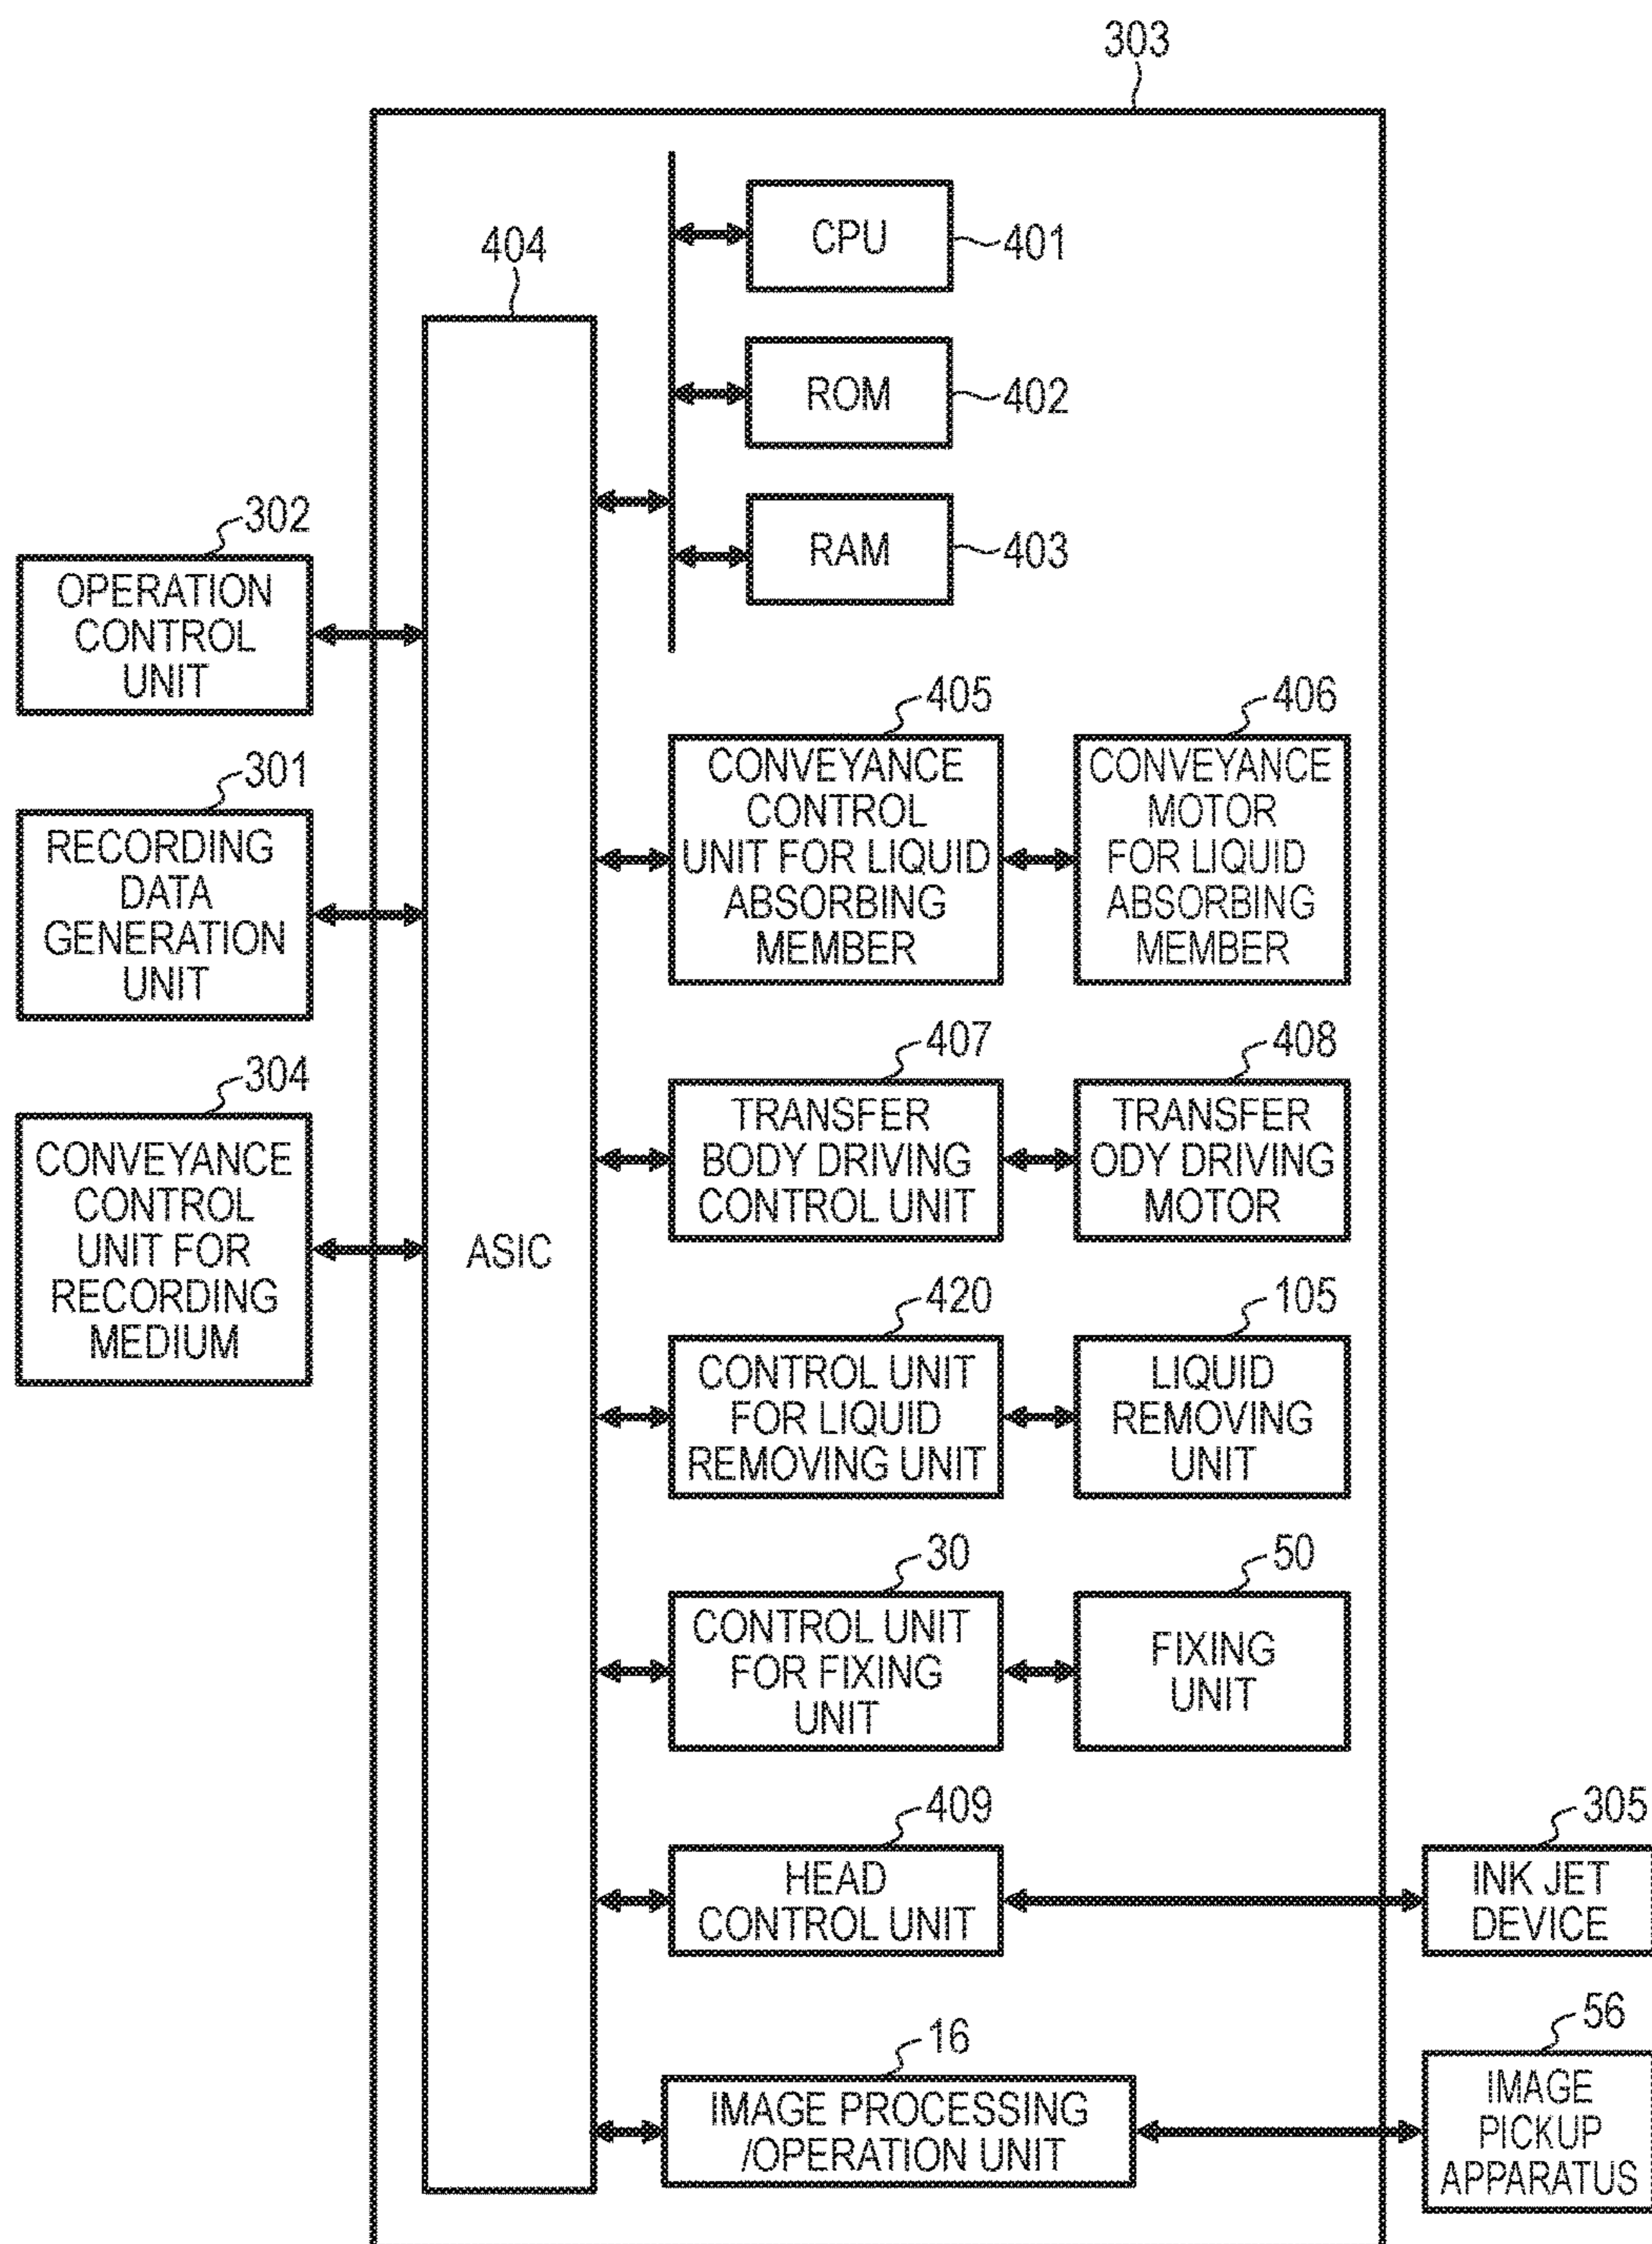 303
CPU
401
404
ROM
402
302
RAM
403
OPERATION
CONTROL
UNIT
405
406
301
CONVEYANCE
CONTROL
UNIT FOR LIQUID
ABSORBING
MEMBER
CONVEYANCE
MOTOR
FOR LIQUID
ABSORBING
MEMBER
RECORDING
DATA
GENERATION
UNIT
407
408
304
TRANSFER
BODY DRIVING
CONTROL UNIT
TRANSFER
ODY DRIVING
MOTOR
CONVEYANCE
CONTROL
UNIT FOR
RECORDING
MEDIUM
ASIC
420
105
CONTROL UNIT
FOR LIQUID
REMOVING UNIT
LIQUID
REMOVING
UNIT
30
50
CONTROL UNIT
FOR FIXING
UNIT
FIXING
UNIT
409
305
HEAD
CONTROL UNIT
INK JET
DEVICE
16
56
IMAGE PROCESSING
/OPERATION UNIT
IMAGE
PICKUP
APPARATUS